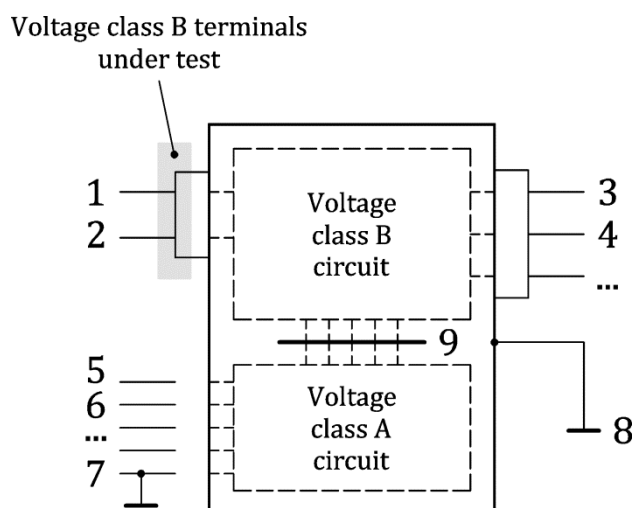 Voltage class B terminals
under test
1
2
Voltage
class B
circuit
3
4
...
9
5
6
...
7
Voltage
class A
circuit
8